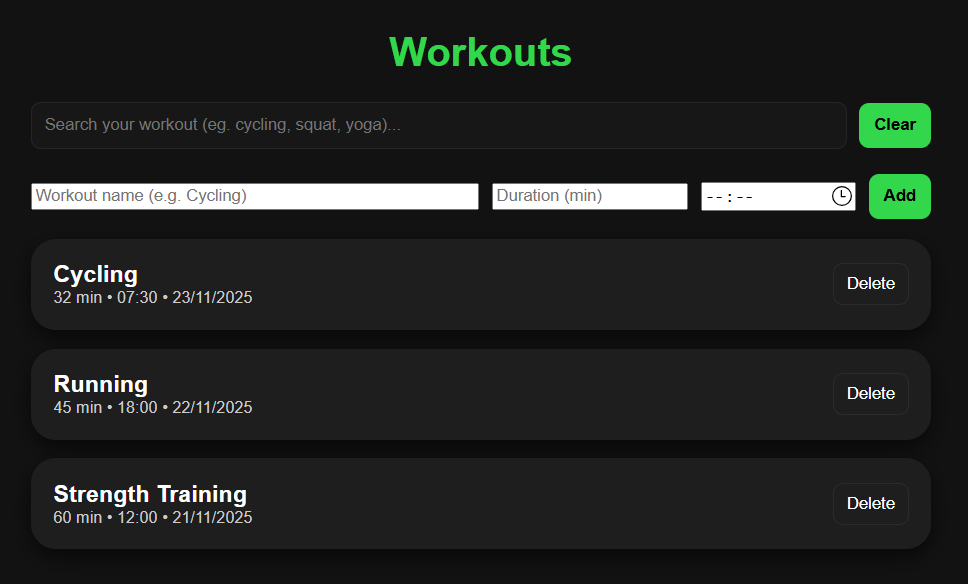 Workouts
Search your workout (eg. cycling, squat, yoga)... Clear
Workout name (e.g. Cycling) Duration (min) --:-- Add
Cycling
32 min • 07:30 • 23/11/2025
Delete
Running
45 min • 18:00 • 22/11/2025
Delete
Strength Training
60 min • 12:00 • 21/11/2025
Delete